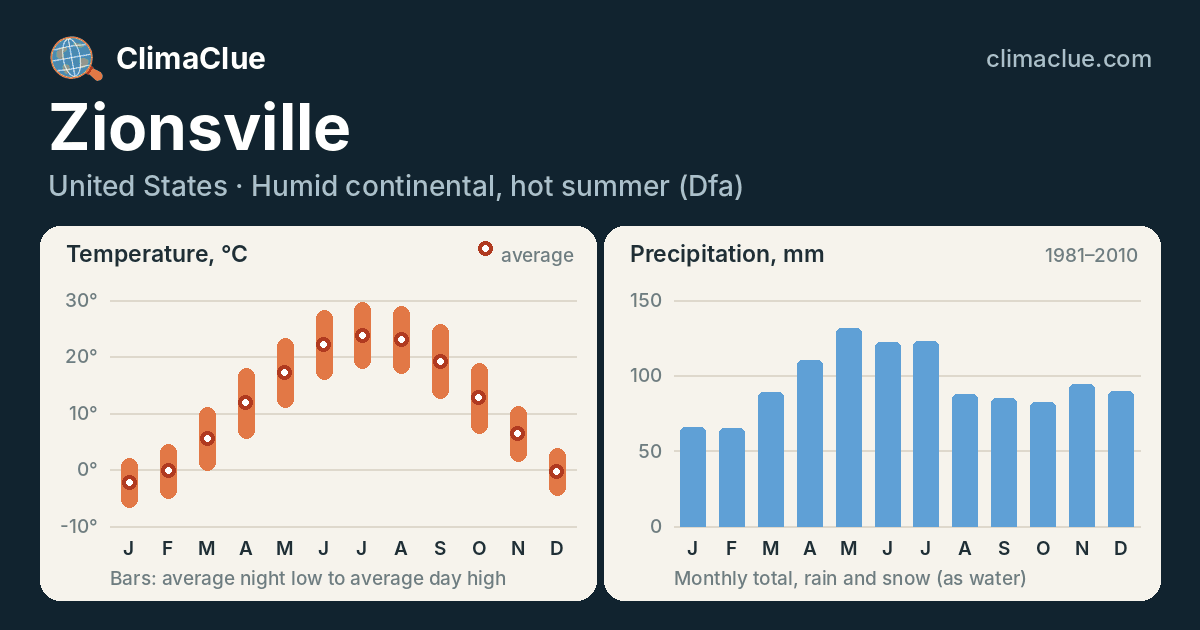 ClimaClue
climaclue.com
Zionsville
United States · Humid continental, hot summer (Dfa)
Temperature, °C
average
30°
20°
10°
0°
-10°
J F M A M J J A S O N D
Bars: average night low to average day high
Precipitation, mm
1981–2010
150
100
50
0
J F M A M J J A S O N D
Monthly total, rain and snow (as water)